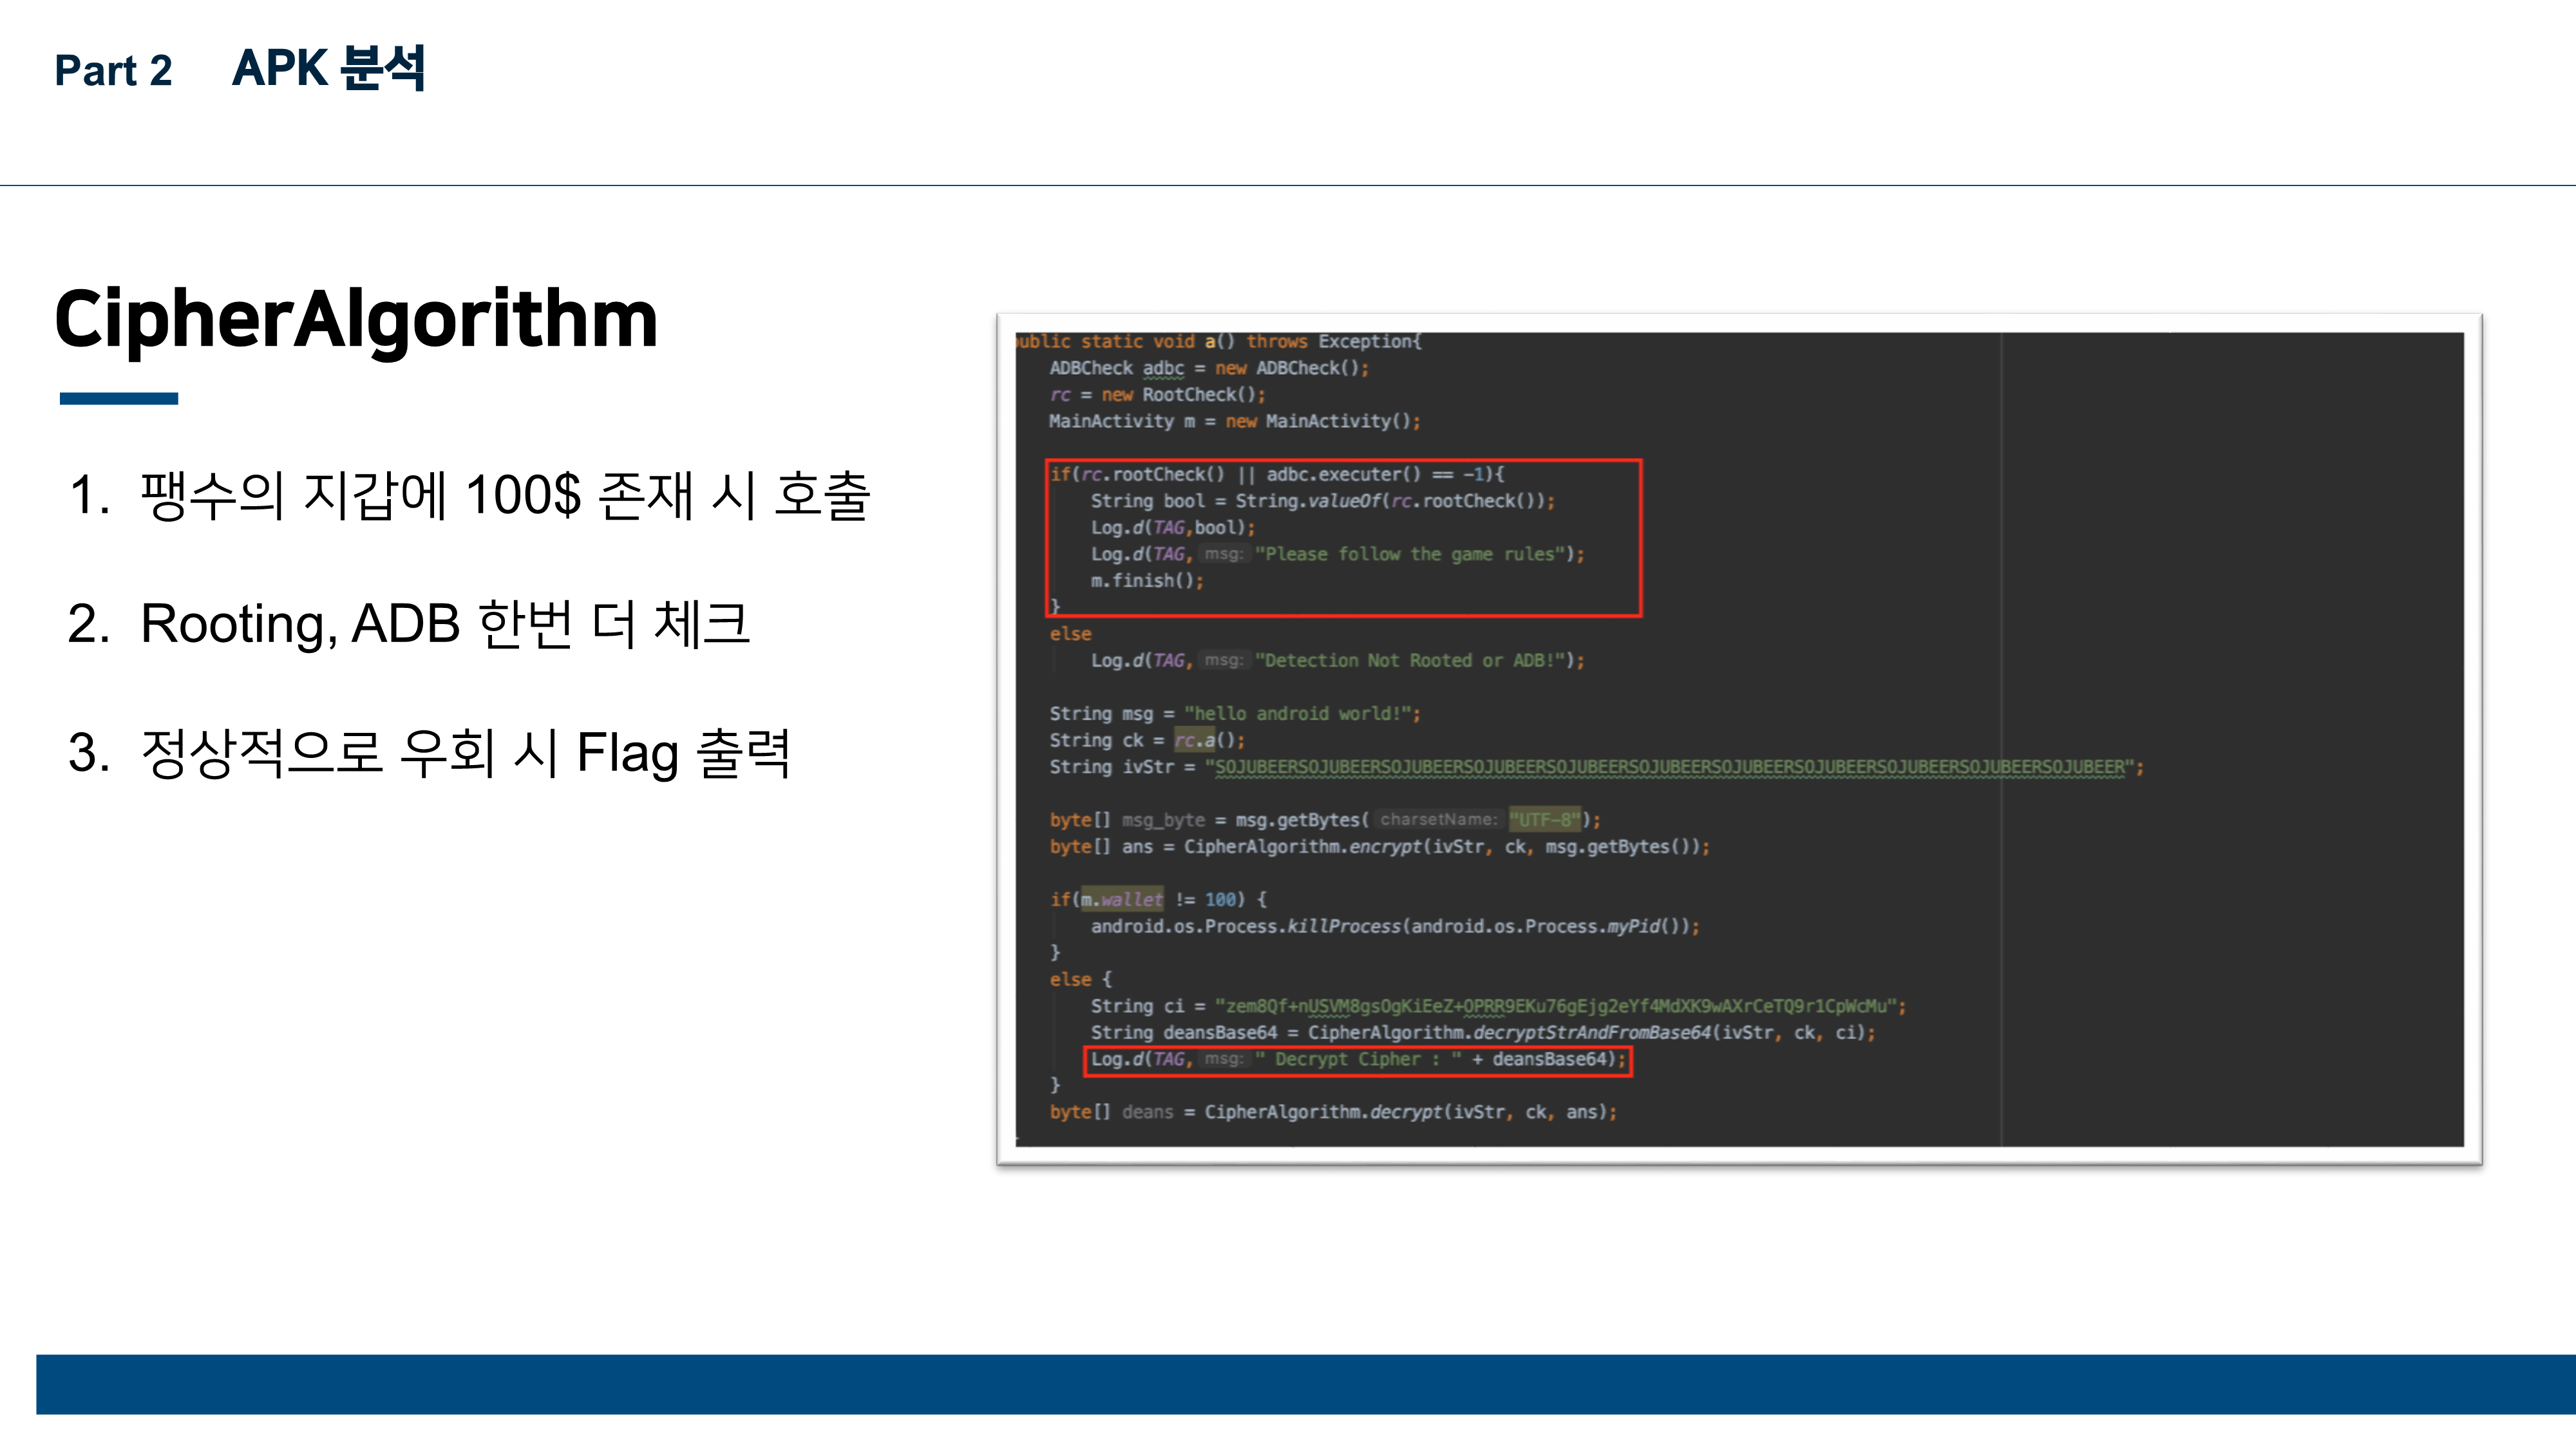 Part 2 APK 분석
CipherAlgorithm
1. 팽수의 지갑에 100$ 존재 시 호출
2. Rooting, ADB 한번 더 체크
3. 정상적으로 우회 시 Flag 출력
public static void a() throws Exception{
ADBCheck adbc = new ADBCheck();
rc = new RootCheck();
MainActivity m = new MainActivity();
if(rc.rootCheck() || adbc.executer() == -1){
String bool = String.valueOf(rc.rootCheck());
Log.d(TAG,bool);
Log.d(TAG, msg: "Please follow the game rules");
m.finish();
}
else
Log.d(TAG, msg: "Detection Not Rooted or ADB!");
String msg = "hello android world!";
String ck = rc.a();
String ivStr = "SOJUBEERSOJUBEERSOJUBEERSOJUBEERSOJUBEERSOJUBEERSOJUBEERSOJUBEERSOJUBEERSOJUBEERSOJUBEER";
byte[] msg_byte = msg.getBytes( charsetName: "UTF-8");
byte[] ans = CipherAlgorithm.encrypt(ivStr, ck, msg.getBytes());
if(m.wallet != 100) {
android.os.Process.killProcess(android.os.Process.myPid());
}
else {
String ci = "zem8Qf+nUSVM8gsOgKiEeZ+OPRR9EKu76gEjg2eYf4MdXK9wAXrCeTQ9r1CpWcMu";
String deansBase64 = CipherAlgorithm.decryptStrAndFromBase64(ivStr, ck, ci);
Log.d(TAG, msg: " Decrypt Cipher : " + deansBase64);
}
byte[] deans = CipherAlgorithm.decrypt(ivStr, ck, ans);